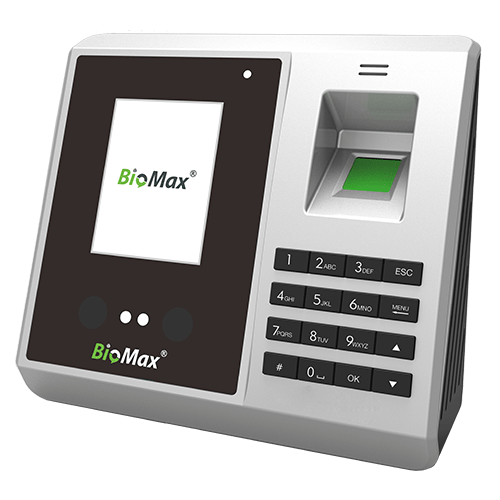 BioMax®
BioMax®
1 2ABC 3DEF ESC
4GHI 5JKL 6MNO MENU
7PQRS 8TUV 9WXYZ ▲
# 0⎵ OK ▼